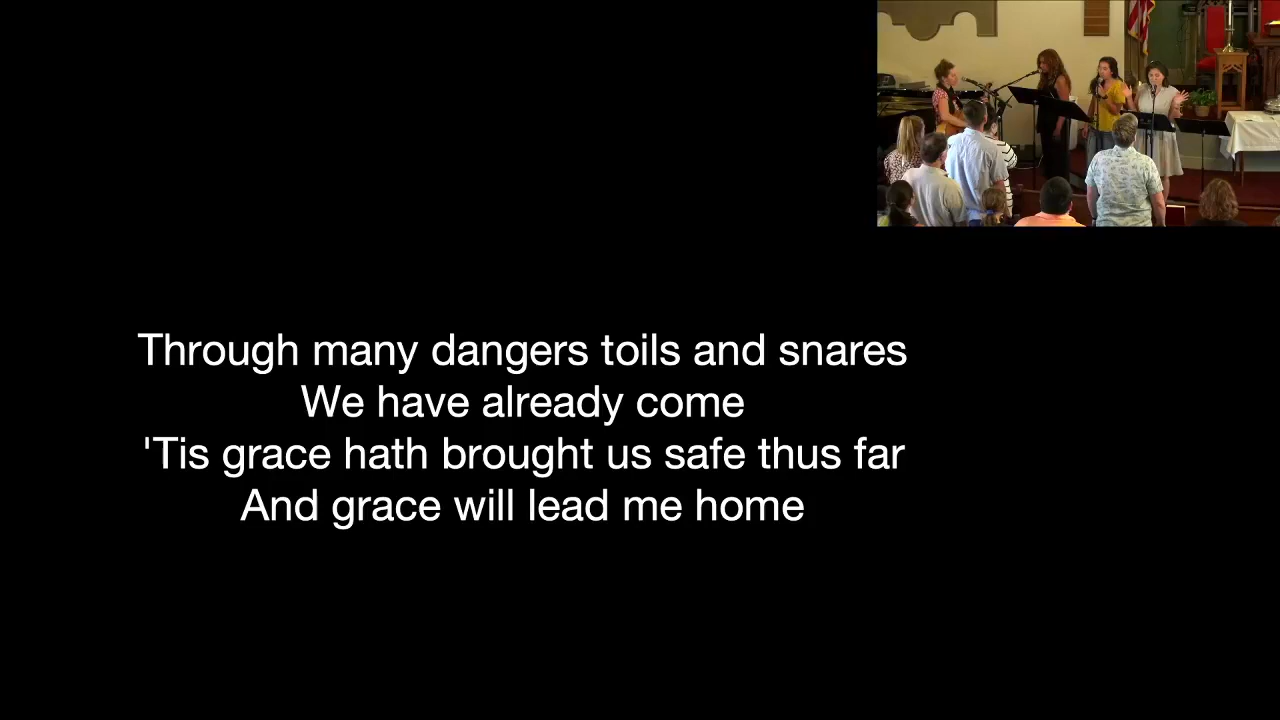 Through many dangers toils and snares
We have already come
'Tis grace hath brought us safe thus far
And grace will lead me home